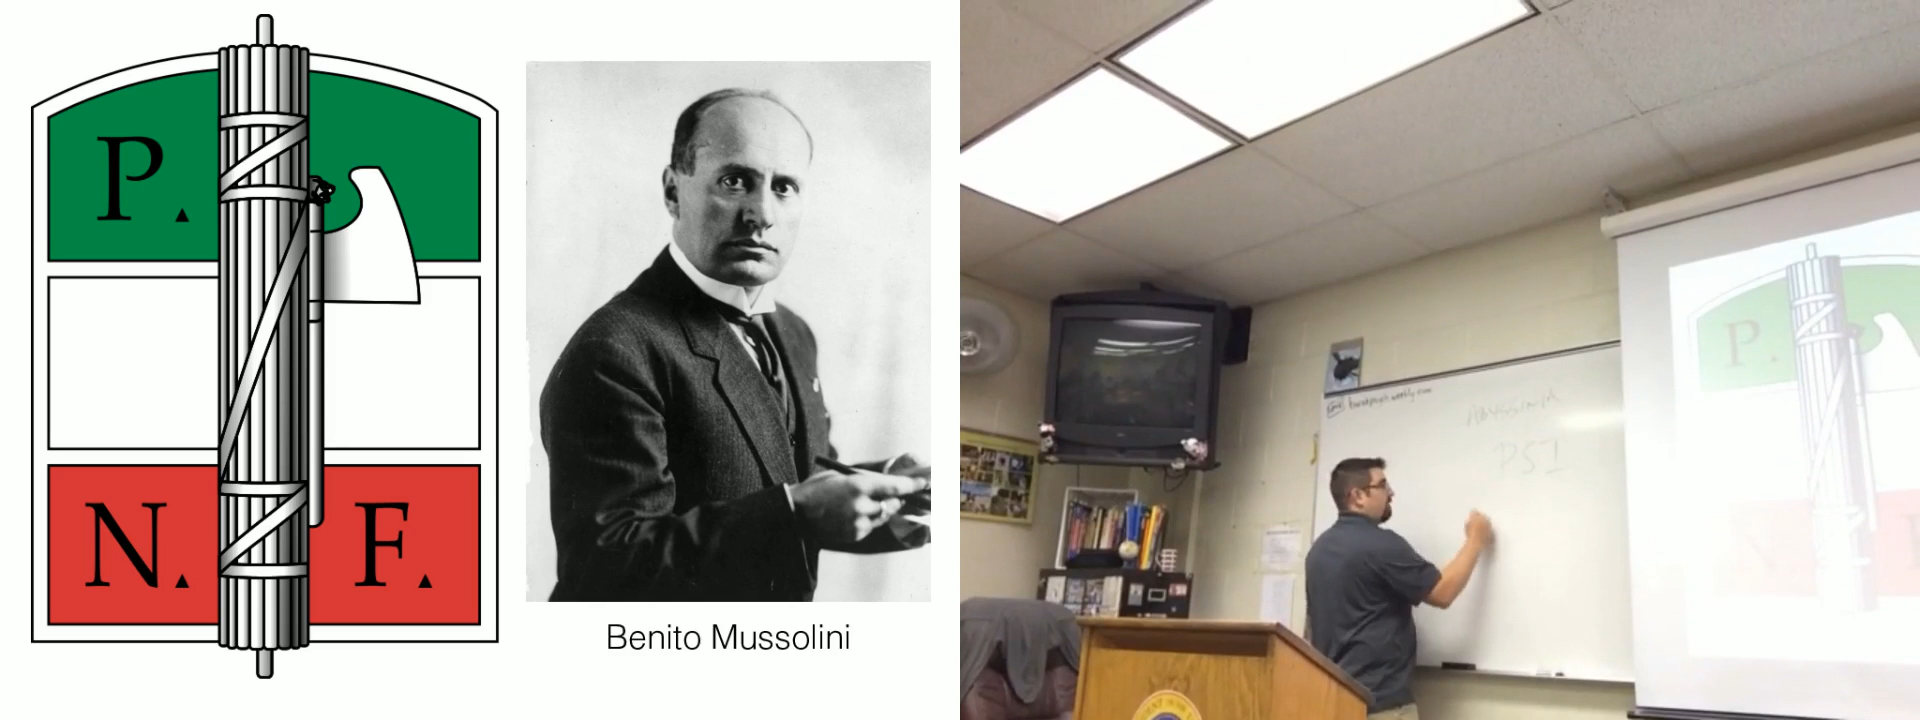 P.
N. F.
Benito Mussolini
ABYSSINIA
PSI
P.
N.